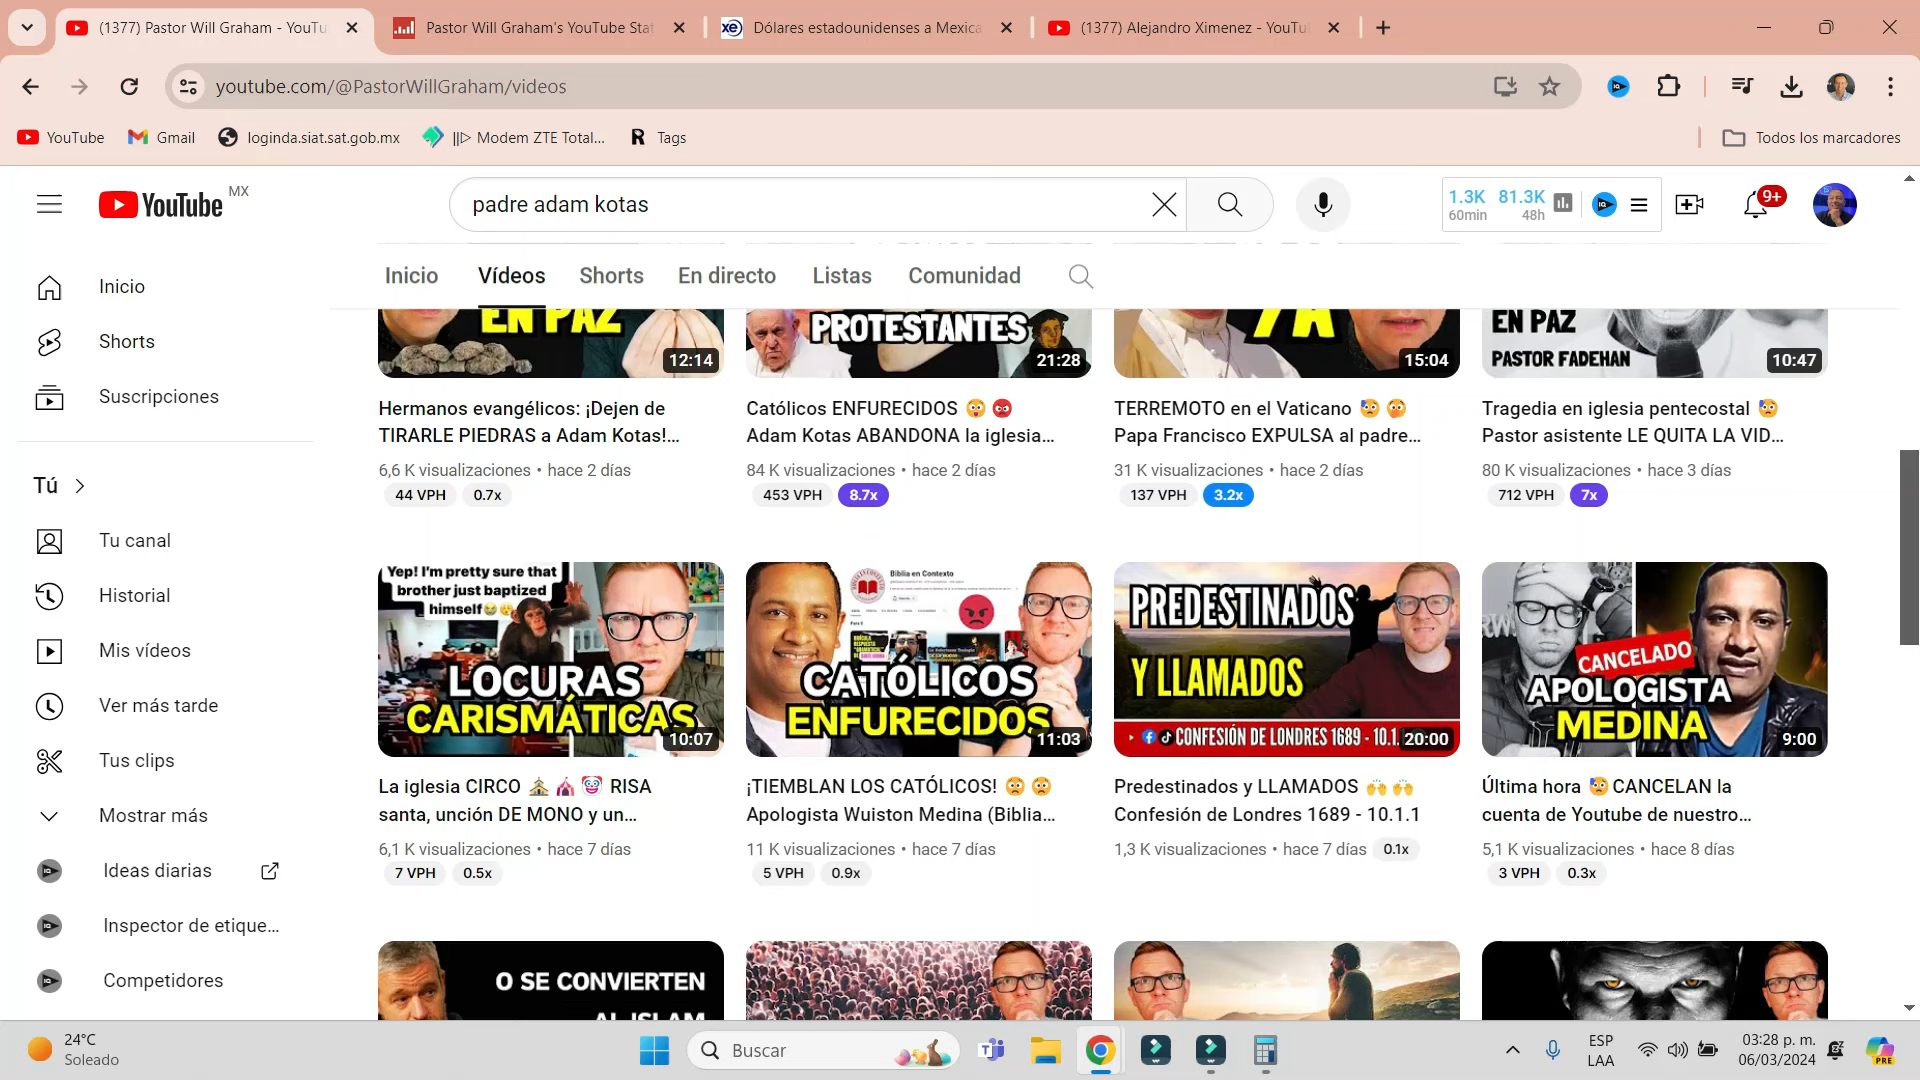 (1377) Pastor Will Graham - YouTu
Pastor Will Graham's YouTube Stat
Dólares estadounidenses a Mexica
(1377) Alejandro Ximenez - YouTu
youtube.com/@PastorWillGraham/videos
YouTube
Gmail
loginda.siat.sat.gob.mx
||▷ Modem ZTE Total...
Tags
Todos los marcadores
YouTube MX
padre adam kotas
1.3K 81.3K
60min 48h
9+
Inicio
Vídeos
Shorts
En directo
Listas
Comunidad
Inicio
Shorts
Suscripciones
Tú
Tu canal
Historial
Mis vídeos
Ver más tarde
Tus clips
Mostrar más
Ideas diarias
Inspector de etique...
Competidores
EN PAZ
12:14
Hermanos evangélicos: ¡Dejen de
TIRARLE PIEDRAS a Adam Kotas!...
6,6 K visualizaciones • hace 2 días
44 VPH 0.7x
PROTESTANTES
21:28
Católicos ENFURECIDOS 😳 😡
Adam Kotas ABANDONA la iglesia...
84 K visualizaciones • hace 2 días
453 VPH 8.7x
YA
15:04
TERREMOTO en el Vaticano 😓 🫣
Papa Francisco EXPULSA al padre...
31 K visualizaciones • hace 2 días
137 VPH 3.2x
EN PAZ
PASTOR FADEHAN
10:47
Tragedia en iglesia pentecostal 😓
Pastor asistente LE QUITA LA VID...
80 K visualizaciones • hace 3 días
712 VPH 7x
Yep! I'm pretty sure that
brother just baptized
himself
LOCURAS
CARISMÁTICAS
10:07
La iglesia CIRCO ⛪ 🎪 🤡 RISA
santa, unción DE MONO y un...
6,1 K visualizaciones • hace 7 días
7 VPH 0.5x
Biblia en Contexto
CATÓLICOS
ENFURECIDOS
11:03
¡TIEMBLAN LOS CATÓLICOS! 😨 😨
Apologista Wuiston Medina (Biblia...
11 K visualizaciones • hace 7 días
5 VPH 0.9x
PREDESTINADOS
Y LLAMADOS
CONFESIÓN DE LONDRES 1689 - 10.1.
20:00
Predestinados y LLAMADOS 🙌 🙌
Confesión de Londres 1689 - 10.1.1
1,3 K visualizaciones • hace 7 días 0.1x
CANCELADO
APOLOGISTA
MEDINA
9:00
Última hora 😓 CANCELAN la
cuenta de Youtube de nuestro...
5,1 K visualizaciones • hace 8 días
3 VPH 0.3x
O SE CONVIERTEN
AL ISLAM
24°C
Soleado
Buscar
ESP
LAA
03:28 p. m.
06/03/2024
PRE